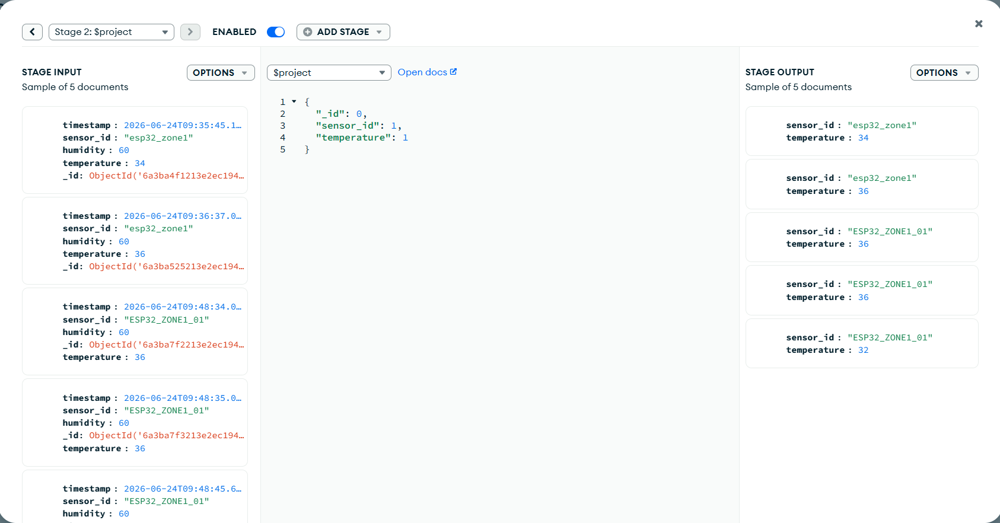 Stage 2: $project
ENABLED
ADD STAGE
STAGE INPUT
OPTIONS
Sample of 5 documents
timestamp : 2026-06-24T09:35:45.1…
sensor_id : "esp32_zone1"
humidity : 60
temperature : 34
_id: ObjectId('6a3ba4f1213e2ec194…
timestamp : 2026-06-24T09:36:37.0…
sensor_id : "esp32_zone1"
humidity : 60
temperature : 36
_id: ObjectId('6a3ba525213e2ec194…
timestamp : 2026-06-24T09:48:34.0…
sensor_id : "ESP32_ZONE1_01"
humidity : 60
_id: ObjectId('6a3ba7f2213e2ec194…
temperature : 36
timestamp : 2026-06-24T09:48:35.0…
sensor_id : "ESP32_ZONE1_01"
humidity : 60
_id: ObjectId('6a3ba7f3213e2ec194…
temperature : 36
timestamp : 2026-06-24T09:48:45.6…
sensor_id : "ESP32_ZONE1_01"
humidity : 60
$project
Open docs
1 {
2 "_id": 0,
3 "sensor_id": 1,
4 "temperature": 1
5 }
STAGE OUTPUT
OPTIONS
Sample of 5 documents
sensor_id : "esp32_zone1"
temperature : 34
sensor_id : "esp32_zone1"
temperature : 36
sensor_id : "ESP32_ZONE1_01"
temperature : 36
sensor_id : "ESP32_ZONE1_01"
temperature : 36
sensor_id : "ESP32_ZONE1_01"
temperature : 32